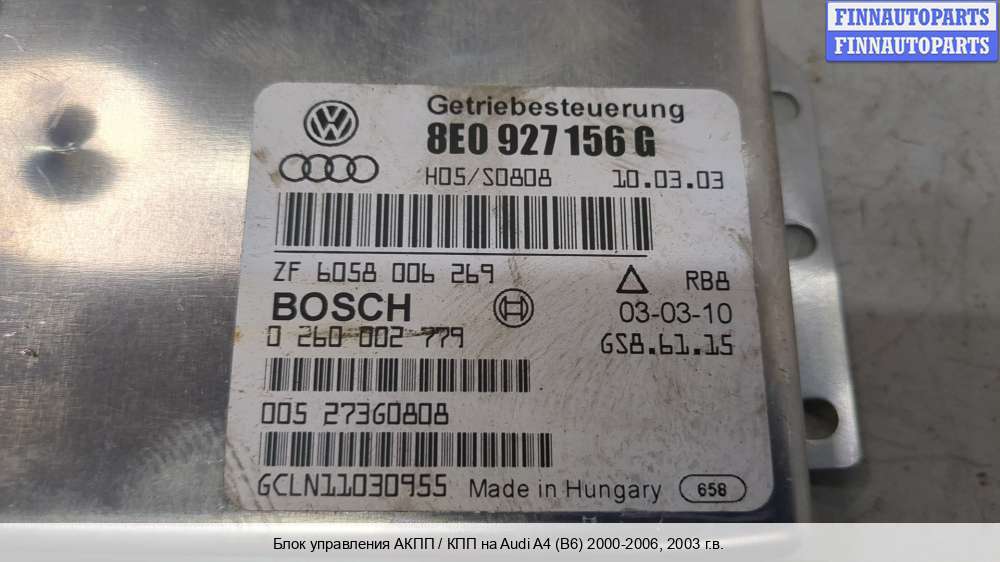 FINNAUTOPARTS
FINNAUTOPARTS
Getriebesteuerung
8E0 927 156 G
H05/S0808 10.03.03
ZF 6058 006 269 RB8
BOSCH 03-03-10
0 260 002 779 GS8.61.15
005 27360808
GCLN11030955 Made in Hungary 658
Блок управления АКПП / КПП на Audi A4 (B6) 2000-2006, 2003 г.в.